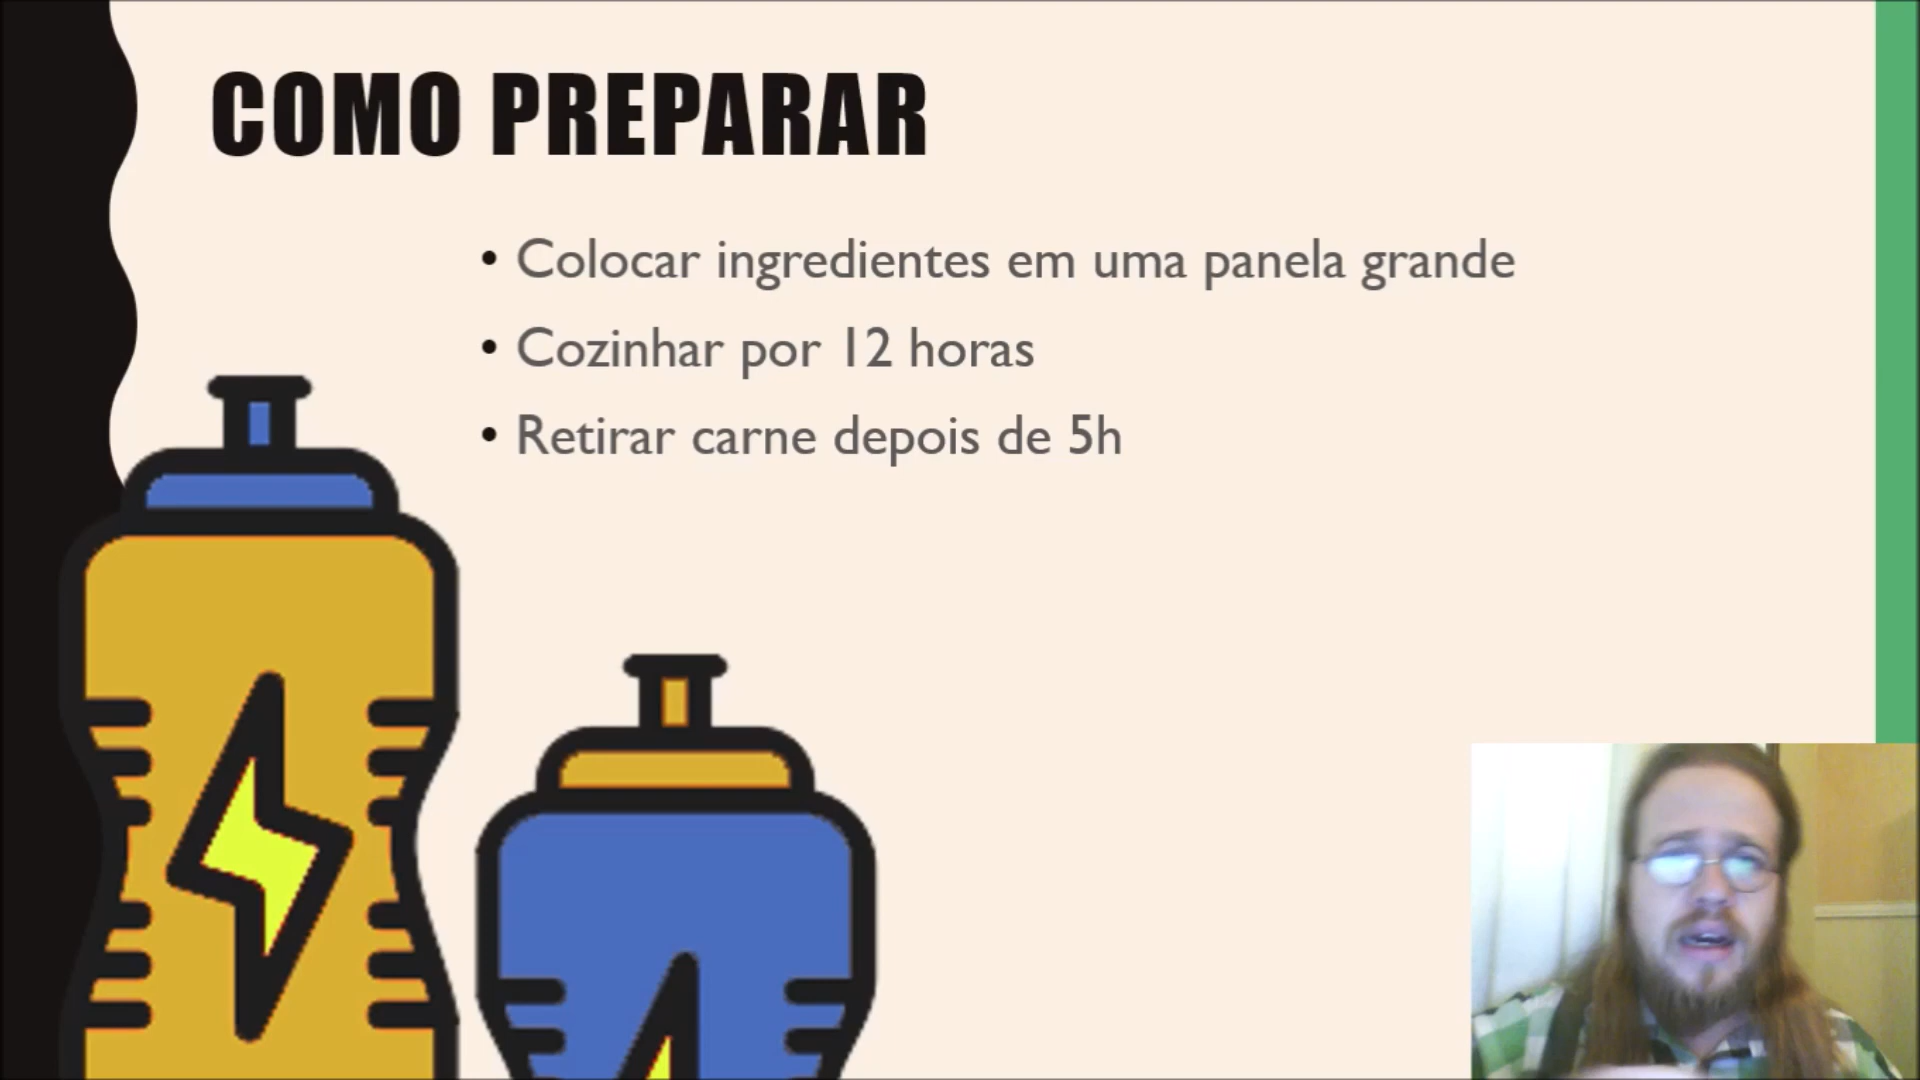 COMO PREPARAR
• Colocar ingredientes em uma panela grande
• Cozinhar por 12 horas
• Retirar carne depois de 5h